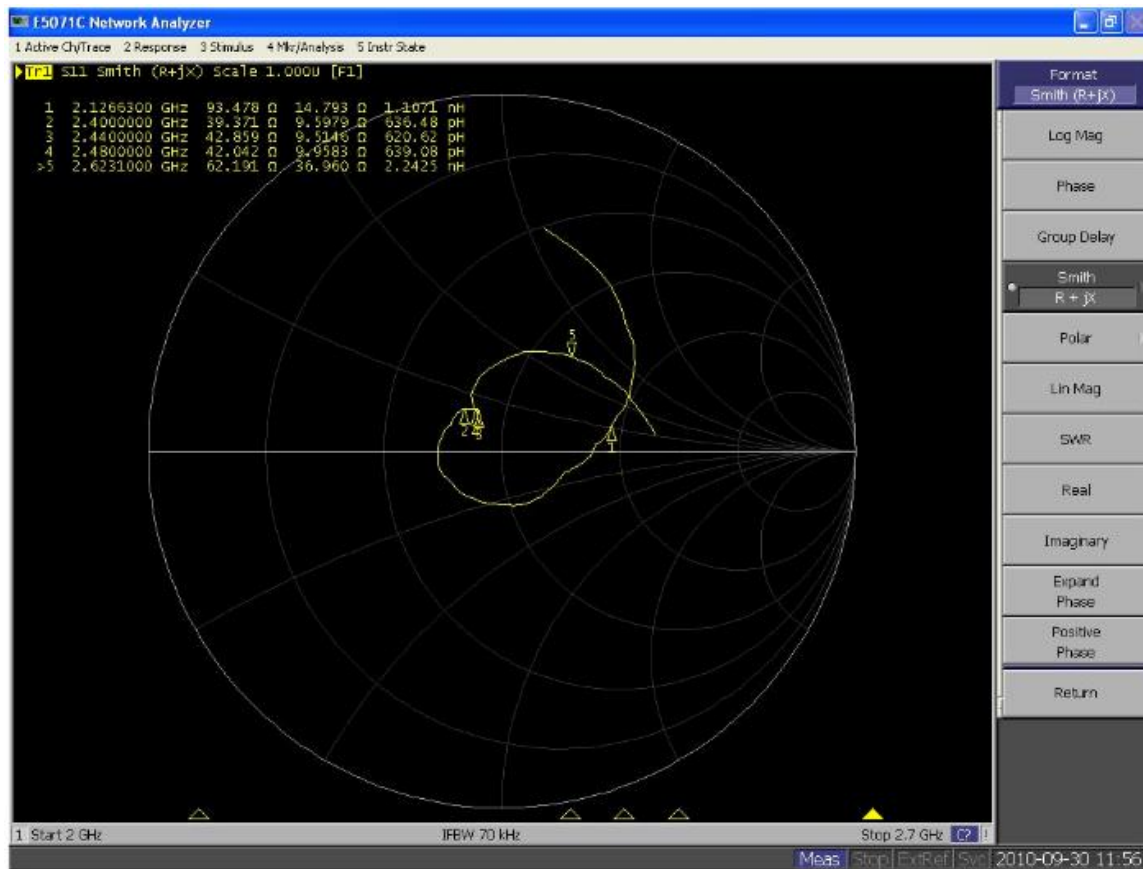 E5071C Network Analyzer
1 Active Ch/Trace 2 Response 3 Stimulus 4 Mkr/Analysis 5 Instr State
Tr1 S11 Smith (R+jX) Scale 1.000U [F1]
1 2.1266300 GHz 93.478 Ω 14.793 Ω 1.1071 nH
2 2.4000000 GHz 39.371 Ω 9.5979 Ω 636.48 pH
3 2.4400000 GHz 42.859 Ω 9.5146 Ω 620.62 pH
4 2.4800000 GHz 42.042 Ω 9.9583 Ω 639.08 pH
>5 2.6231000 GHz 62.191 Ω 36.960 Ω 2.2425 nH
5
2
4
3
1
Format
Smith (R+jX)
Log Mag
Phase
Group Delay
Smith
R + jX
Polar
Lin Mag
SWR
Real
Imaginary
Expand
Phase
Positive
Phase
Return
1 Start 2 GHz IFBW 70 kHz Stop 2.7 GHz C? !
Meas Stop ExtRef Svc 2010-09-30 11:56